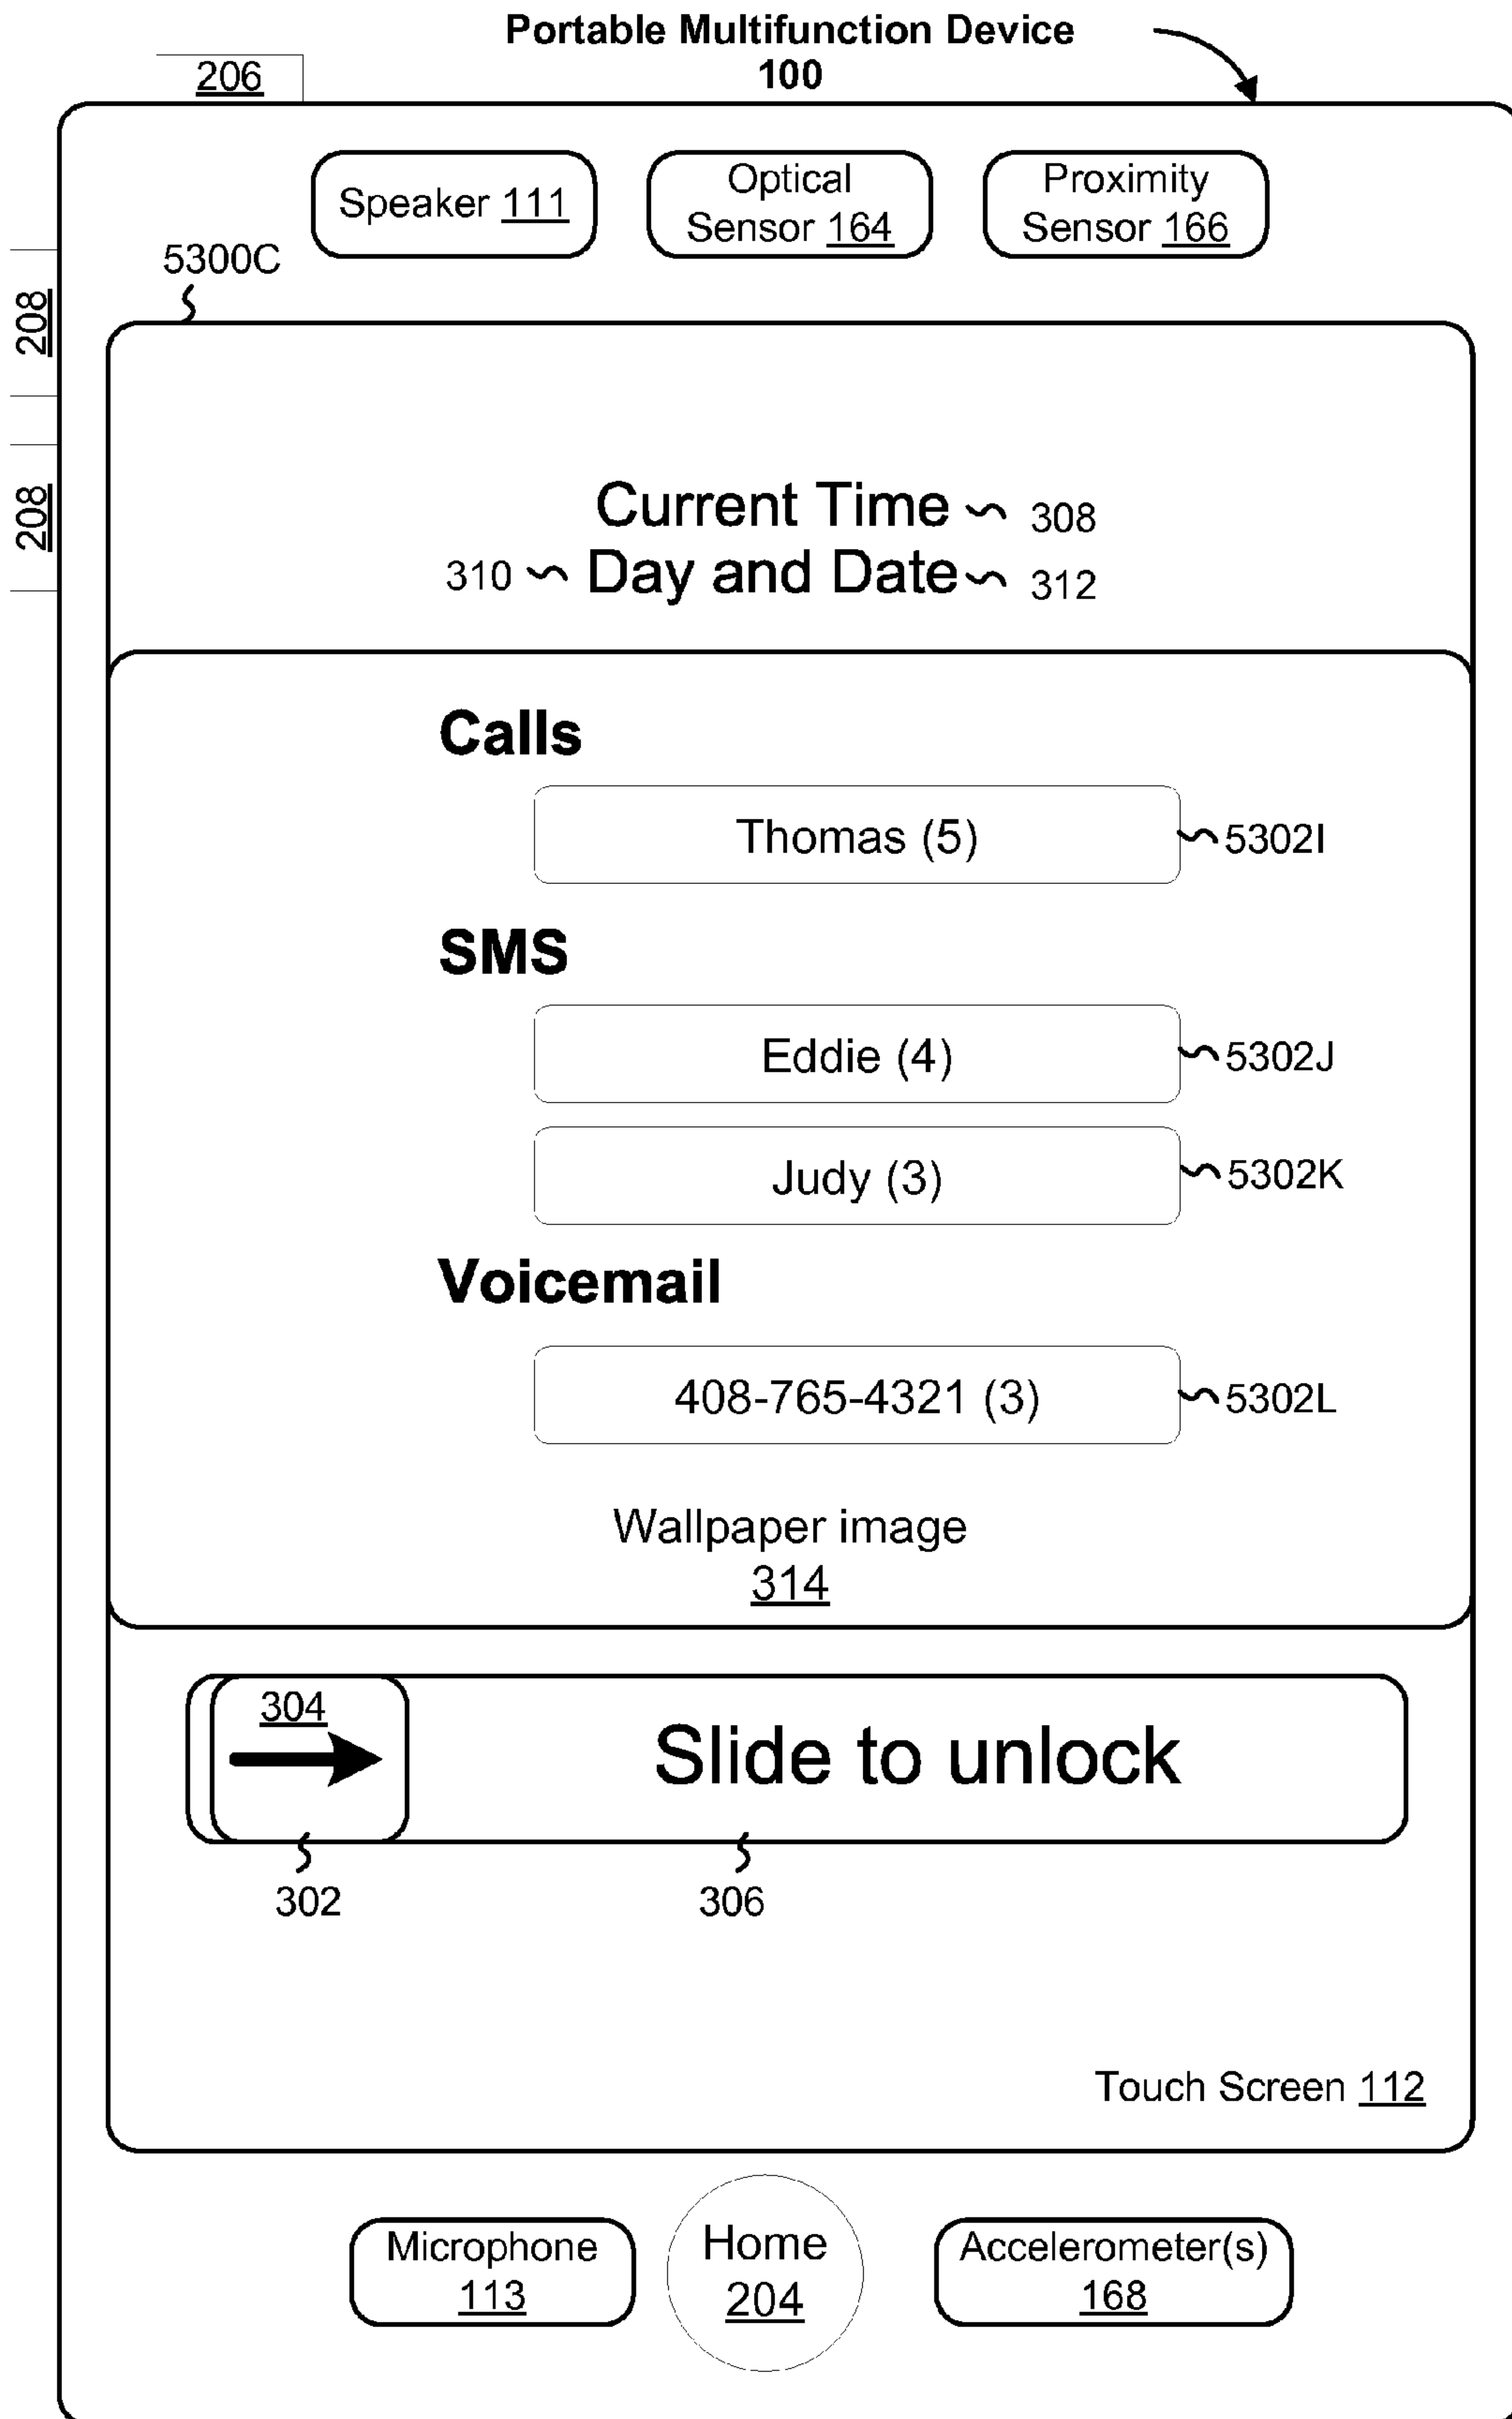 Portable Multifunction Device
100
206
Speaker 111
Optical
Sensor 164
Proximity
Sensor 166
5300C
208
208
Current Time 308
310 Day and Date 312
Calls
Thomas (5) 5302I
SMS
Eddie (4) 5302J
Judy (3) 5302K
Voicemail
408-765-4321 (3) 5302L
Wallpaper image
314
304
Slide to unlock
302 306
Touch Screen 112
Microphone
113
Home
204
Accelerometer(s)
168